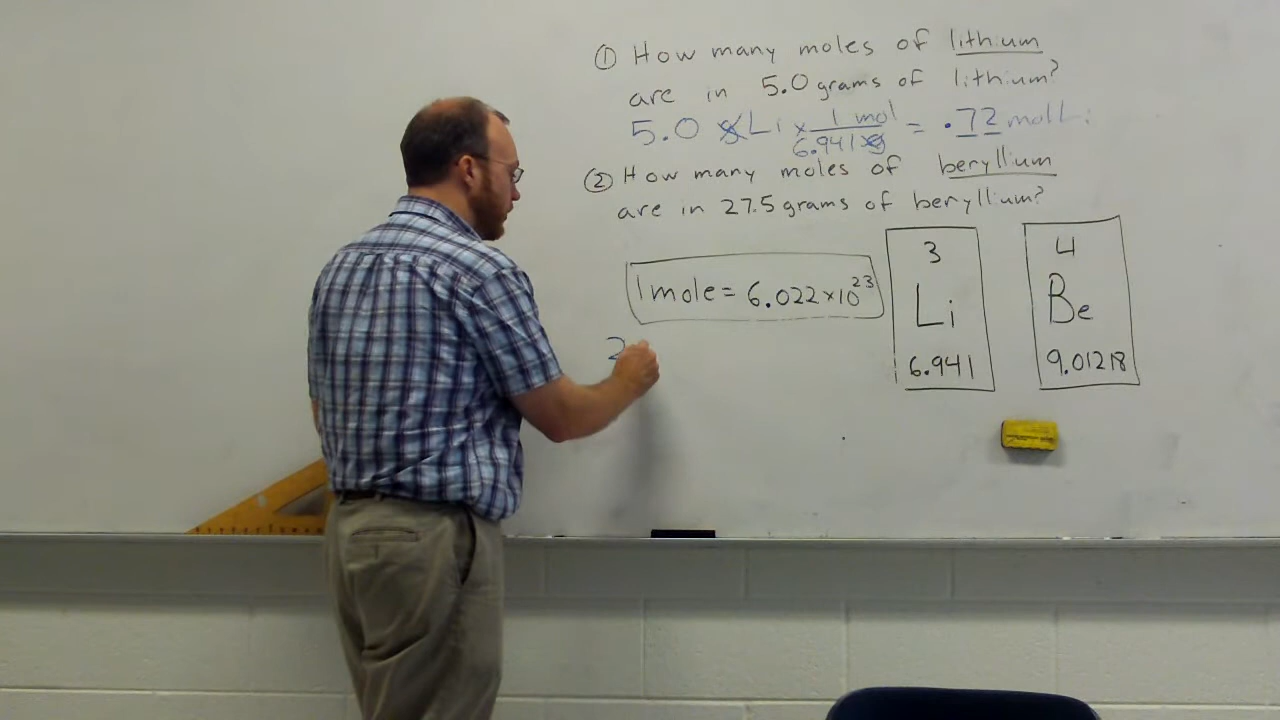 ① How many moles of lithium
are in 5.0 grams of lithium?
5.0 g Li x 1 mol / 6.941 g = .72 mol Li
② How many moles of beryllium
are in 27.5 grams of beryllium?
1 mole = 6.022 x 10²³
3
Li
6.941
4
Be
9.01218
2